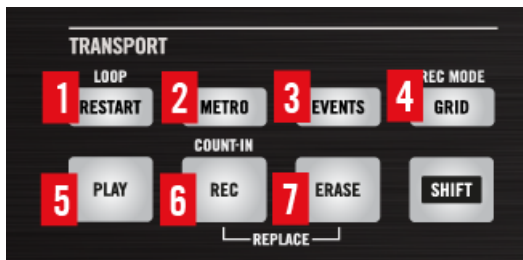 TRANSPORT
LOOP
REC MODE
1 RESTART
2 METRO
3 EVENTS
4 GRID
COUNT-IN
5 PLAY
6 REC
7 ERASE
SHIFT
REPLACE